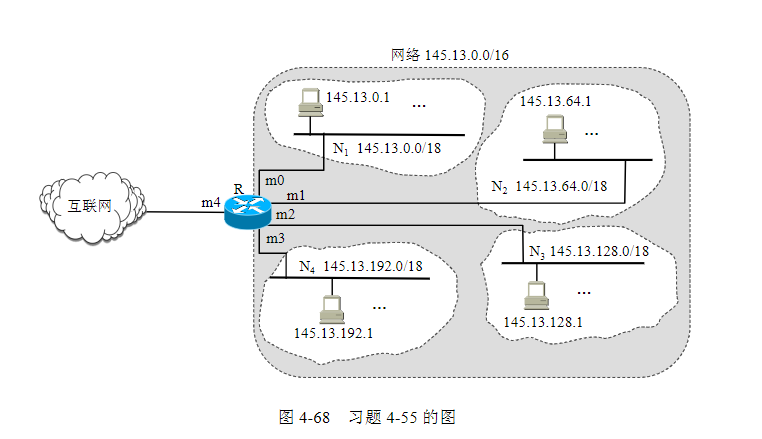 网络 145.13.0.0/16
145.13.0.1 …
N₁ 145.13.0.0/18
145.13.64.1
…
N₂ 145.13.64.0/18
互联网
m4
R
m0
m1
m2
m3
N₄ 145.13.192.0/18
…
145.13.192.1
N₃ 145.13.128.0/18
…
145.13.128.1
图 4-68 习题 4-55 的图